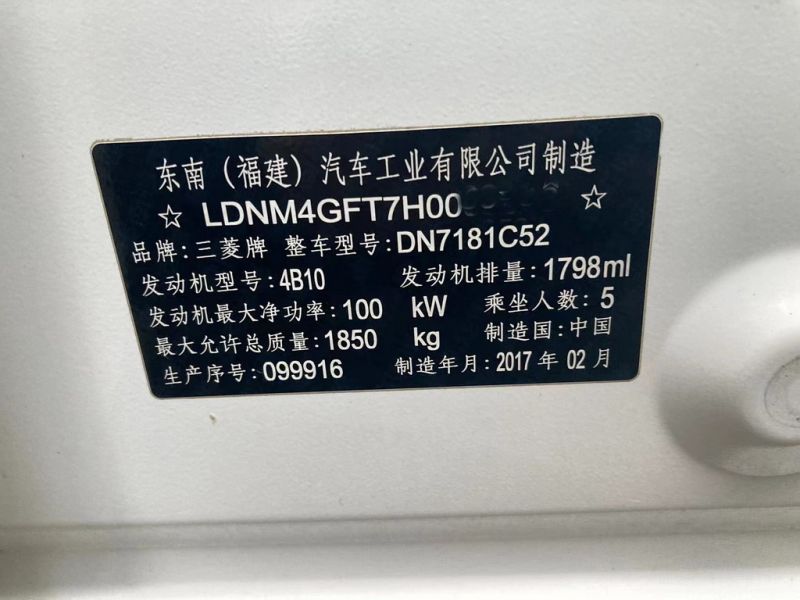 东南（福建）汽车工业有限公司制造
☆ LDNM4GFT7H00 ☆
品牌:三菱牌 整车型号:DN7181C52
发动机型号:4B10 发动机排量:1798ml
发动机最大净功率:100 kW 乘坐人数:5
最大允许总质量:1850 kg 制造国:中国
生产序号:099916 制造年月:2017 年 02 月